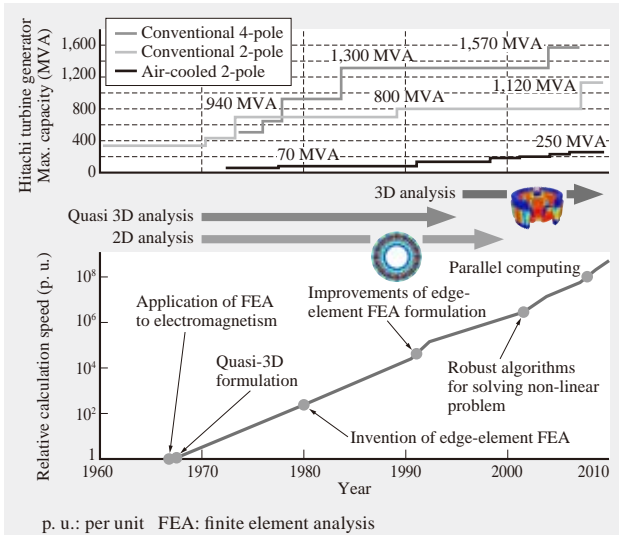 Conventional 4-pole
Conventional 2-pole
Air-cooled 2-pole
Hitachi turbine generator
Max. capacity (MVA)
1,600
1,200
800
400
0
940 MVA
1,300 MVA
1,570 MVA
800 MVA
1,120 MVA
70 MVA
250 MVA
3D analysis
Quasi 3D analysis
2D analysis
Relative calculation speed (p. u.)
10⁸
10⁶
10⁴
10²
1
Application of FEA
to electromagnetism
Quasi-3D
formulation
Improvements of edge-
element FEA formulation
Parallel computing
Robust algorithms
for solving non-linear
problem
Invention of edge-element FEA
1960
1970
1980
1990
2000
2010
Year
p. u.: per unit FEA: finite element analysis